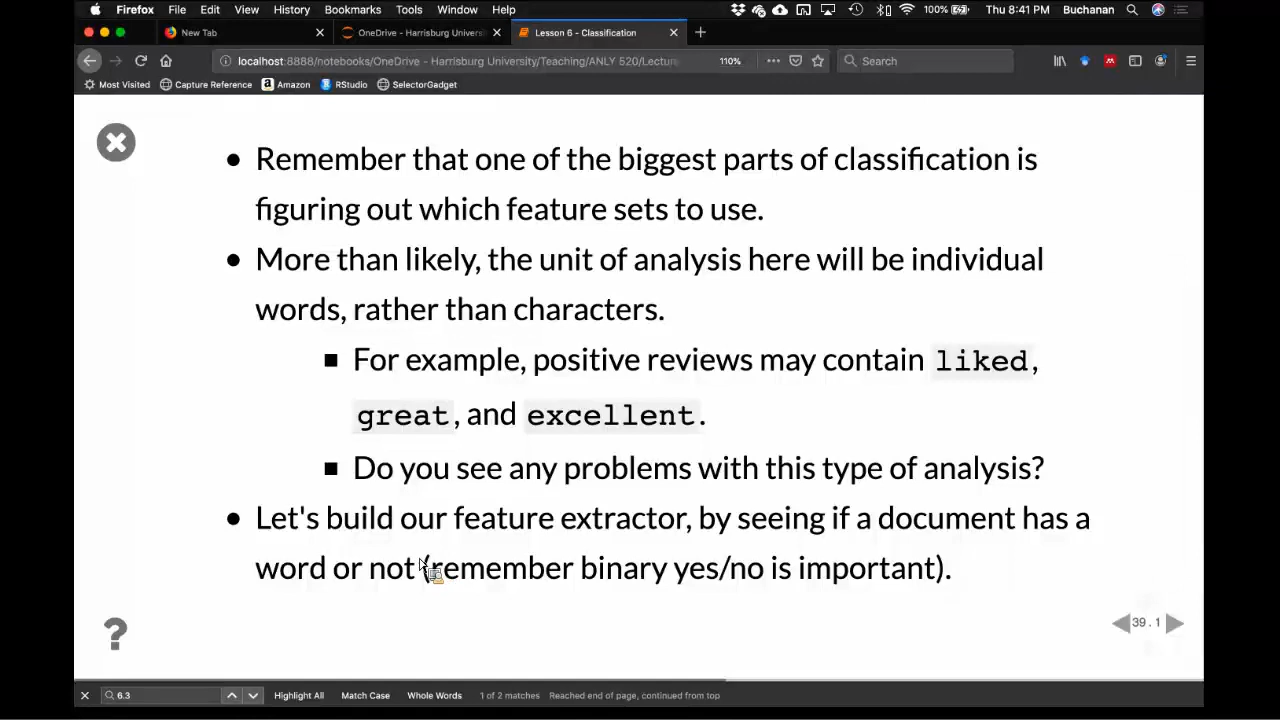 Firefox File Edit View History Bookmarks Tools Window Help 100% Thu 8:41 PM Buchanan
New Tab OneDrive - Harrisburg Universi Lesson 6 - Classification
localhost:8888/notebooks/OneDrive - Harrisburg University/Teaching/ANLY 520/Lectur 110% Search
Most Visited Capture Reference Amazon RStudio SelectorGadget
• Remember that one of the biggest parts of classification is
figuring out which feature sets to use.
• More than likely, the unit of analysis here will be individual
words, rather than characters.
▪ For example, positive reviews may contain liked,
great, and excellent.
▪ Do you see any problems with this type of analysis?
• Let's build our feature extractor, by seeing if a document has a
word or not (remember binary yes/no is important).
?
39 . 1
6.3 Highlight All Match Case Whole Words 1 of 2 matches Reached end of page, continued from top